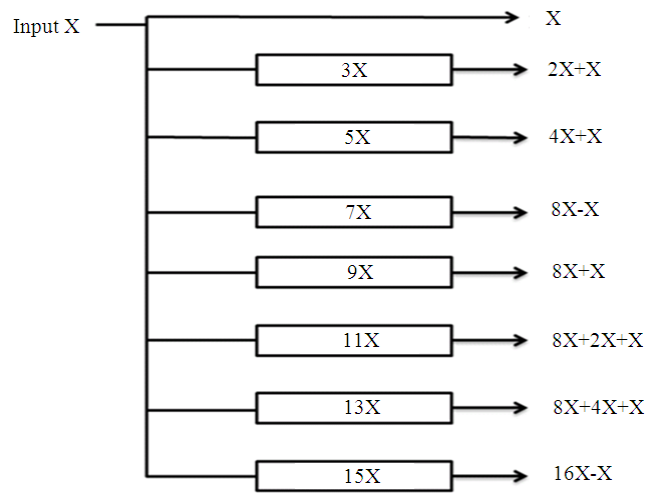 Input X
X
3X
2X+X
5X
4X+X
7X
8X-X
9X
8X+X
11X
8X+2X+X
13X
8X+4X+X
15X
16X-X